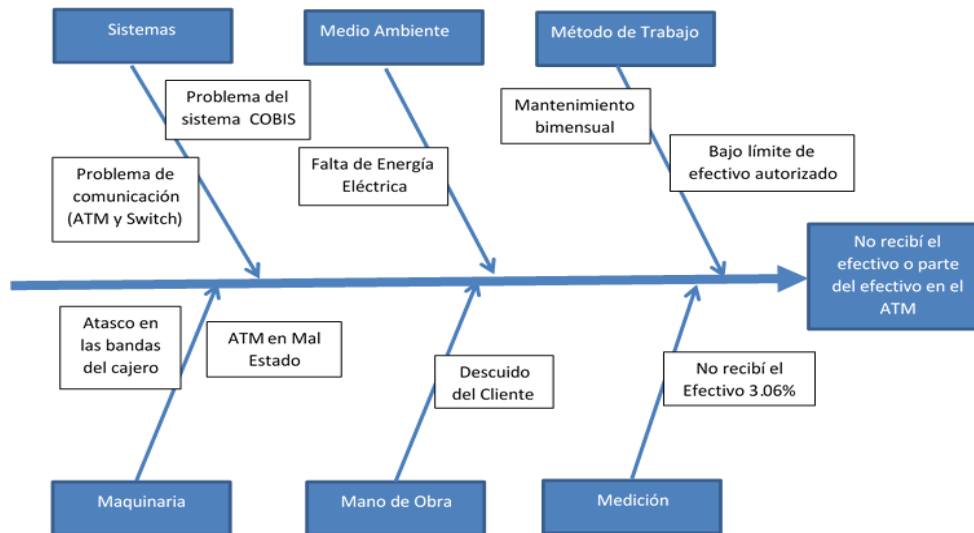 Sistemas
Medio Ambiente
Método de Trabajo
Problema del
sistema COBIS
Mantenimiento
bimensual
Problema de
comunicación
(ATM y Switch)
Falta de Energía
Eléctrica
Bajo límite de
efectivo autorizado
No recibí el
efectivo o parte
del efectivo en el
ATM
Atasco en
las bandas
del cajero
ATM en Mal
Estado
Descuido
del Cliente
No recibí el
Efectivo 3.06%
Maquinaria
Mano de Obra
Medición